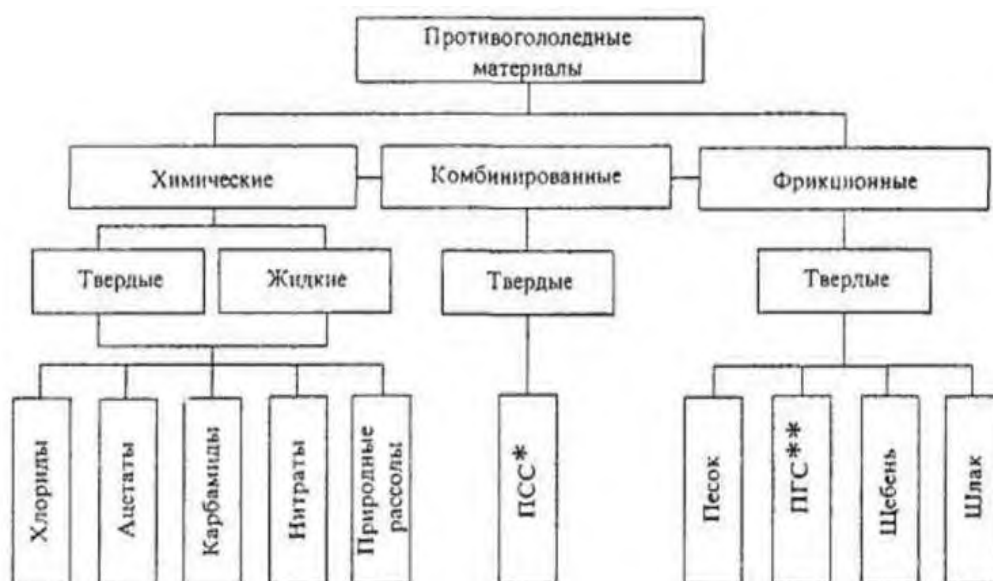 Противогололедные
материалы
Химические
Комбинированные
Фрикционные
Твердые
Жидкие
Твердые
Твердые
Хлориды
Ацетаты
Карбамиды
Нитраты
Природные
рассолы
ПСС*
Песок
ПГС**
Щебень
Шлак